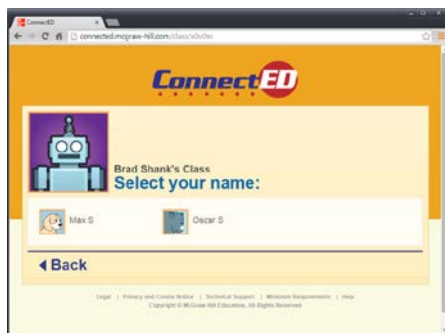 ConnectED
connected.mcgraw-hill.com/class/x0v0in
ConnectED
Brad Shank's Class
Select your name:
Max S
Oscar S
Back
Legal | Privacy and Cookie Notice | Technical Support | Minimum Requirements | Help
Copyright © McGraw-Hill Education. All Rights Reserved